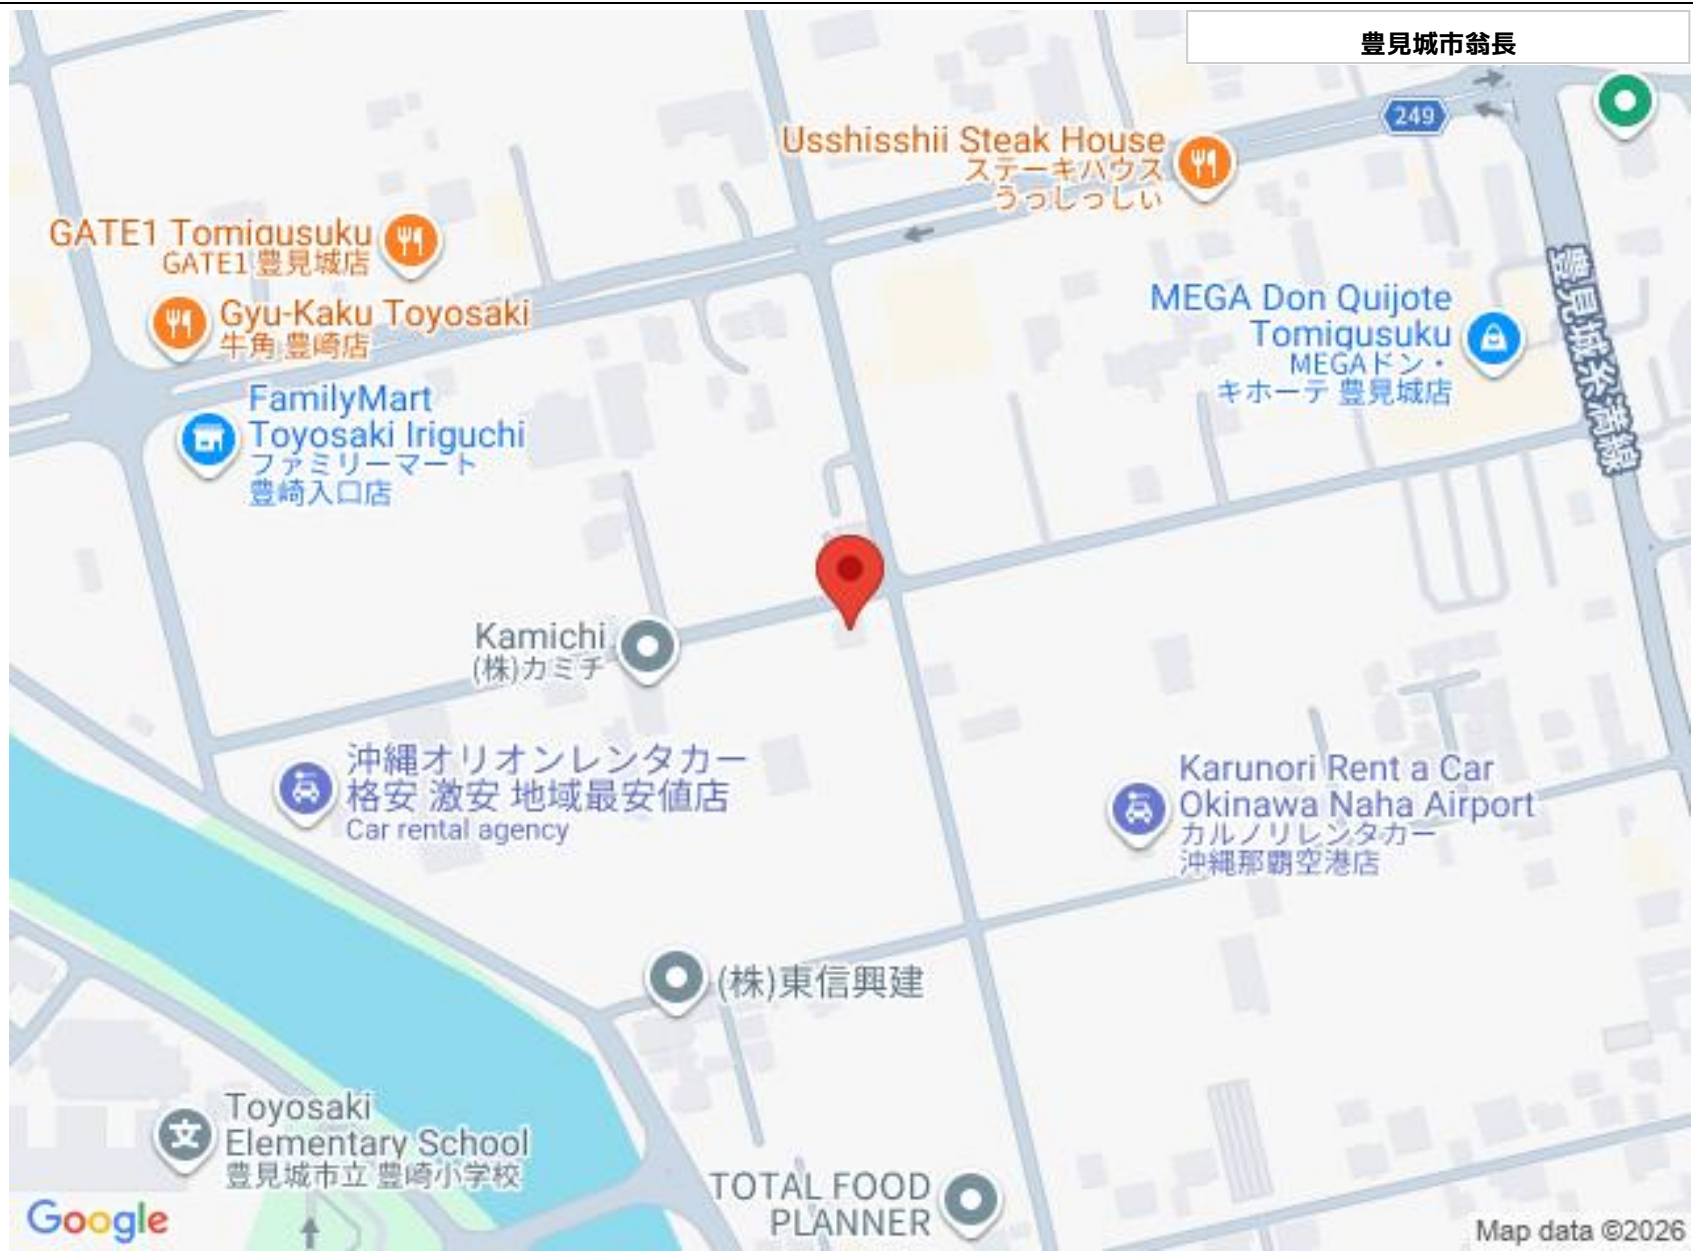 豊見城市翁長
249
Usshisshii Steak House
ステーキハウス
うっしっしい
GATE1 Tomigusuku
GATE1 豊見城店
Gyu-Kaku Toyosaki
牛角 豊崎店
MEGA Don Quijote
Tomigusuku
MEGAドン・
キホーテ 豊見城店
豊見城糸満線
FamilyMart
Toyosaki Iriguchi
ファミリーマート
豊崎入口店
Kamichi
(株)カミチ
沖縄オリオンレンタカー
格安 激安 地域最安値店
Car rental agency
Karunori Rent a Car
Okinawa Naha Airport
カルノリレンタカー
沖縄那覇空港店
(株)東信興建
Toyosaki
Elementary School
豊見城市立 豊崎小学校
TOTAL FOOD
PLANNER
Google
Map data ©2026